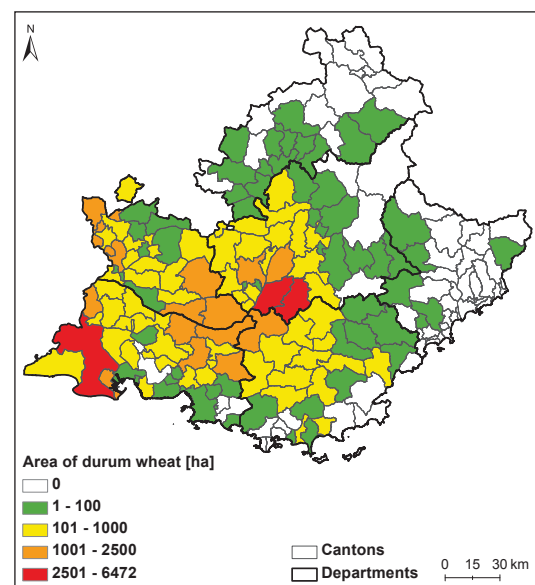 N
Area of durum wheat [ha]
0
1 - 100
101 - 1000
1001 - 2500
2501 - 6472
Cantons
Departments
0 15 30 km